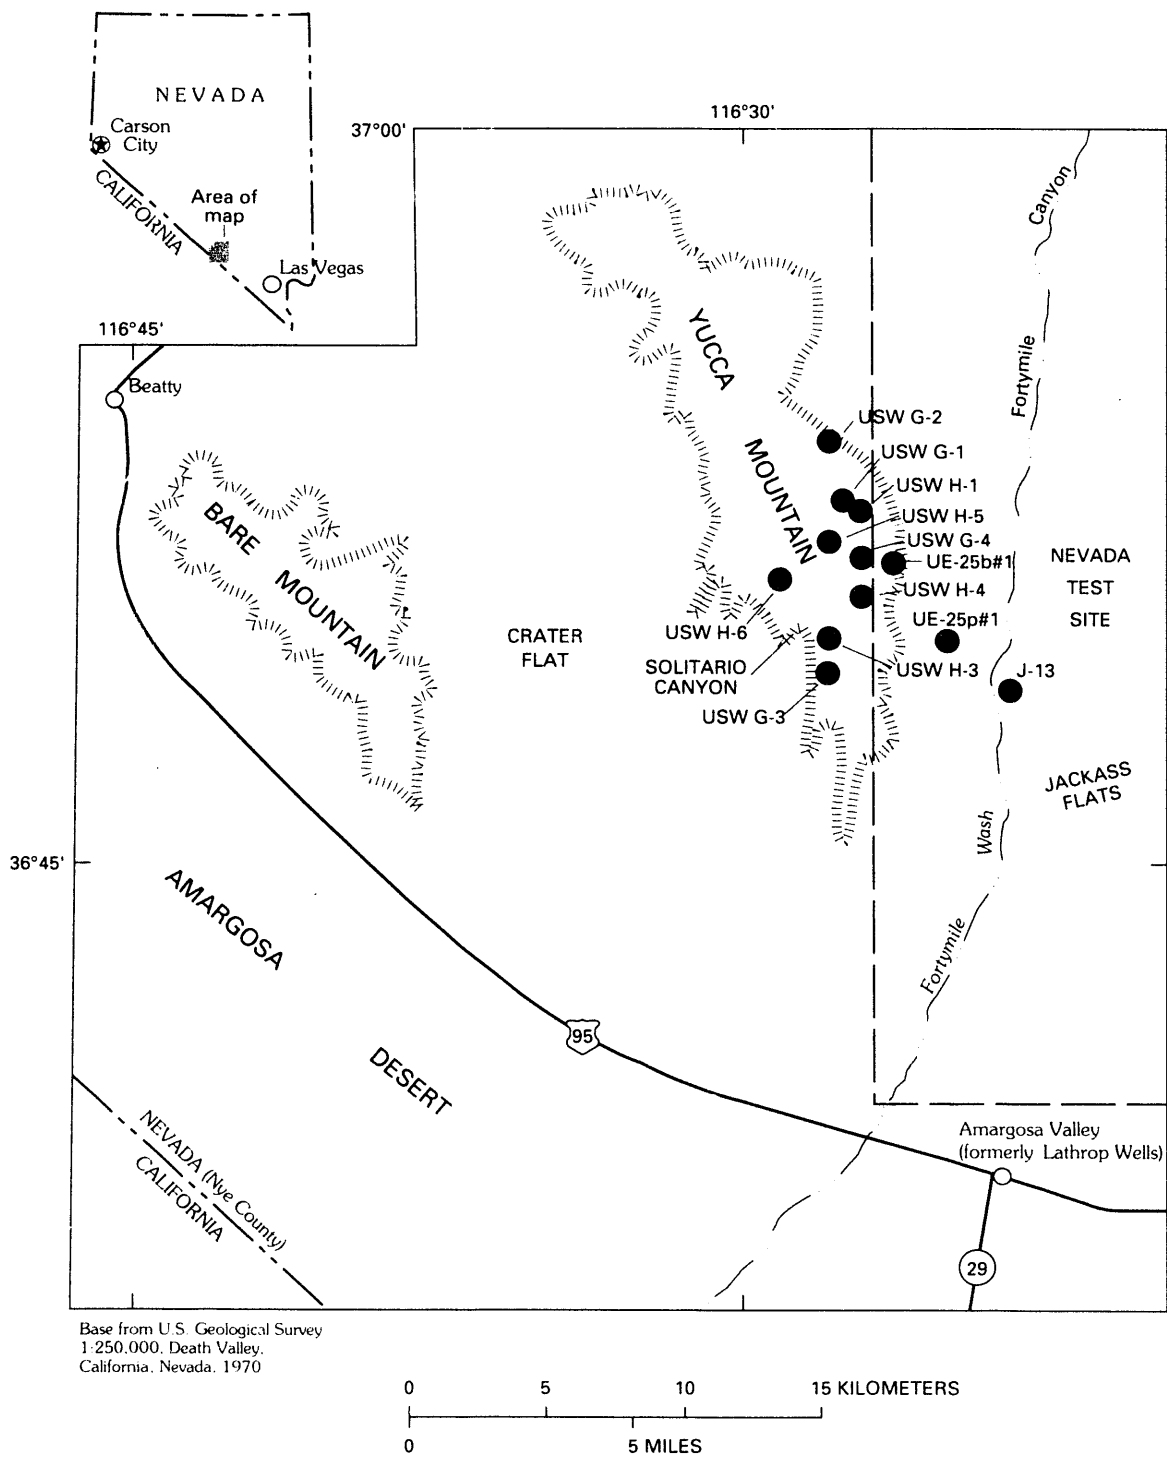 NEVADA
Carson
City
CALIFORNIA
Area of
map
Las Vegas
116°30'
37°00'
116°45'
Beatty
Canyon
Fortymile
YUCCA
MOUNTAIN
USW G-2
USW G-1
USW H-1
USW H-5
USW G-4
UE-25b#1
USW H-4
UE-25p#1
USW H-6
USW H-3
J-13
SOLITARIO
CANYON
USW G-3
BARE
MOUNTAIN
CRATER
FLAT
NEVADA
TEST
SITE
JACKASS
FLATS
Wash
Fortymile
36°45'
AMARGOSA
DESERT
95
NEVADA (Nye County)
CALIFORNIA
Amargosa Valley
(formerly Lathrop Wells)
29
Base from U.S. Geological Survey
1:250,000, Death Valley,
California, Nevada, 1970
0 5 10 15 KILOMETERS
0 5 MILES